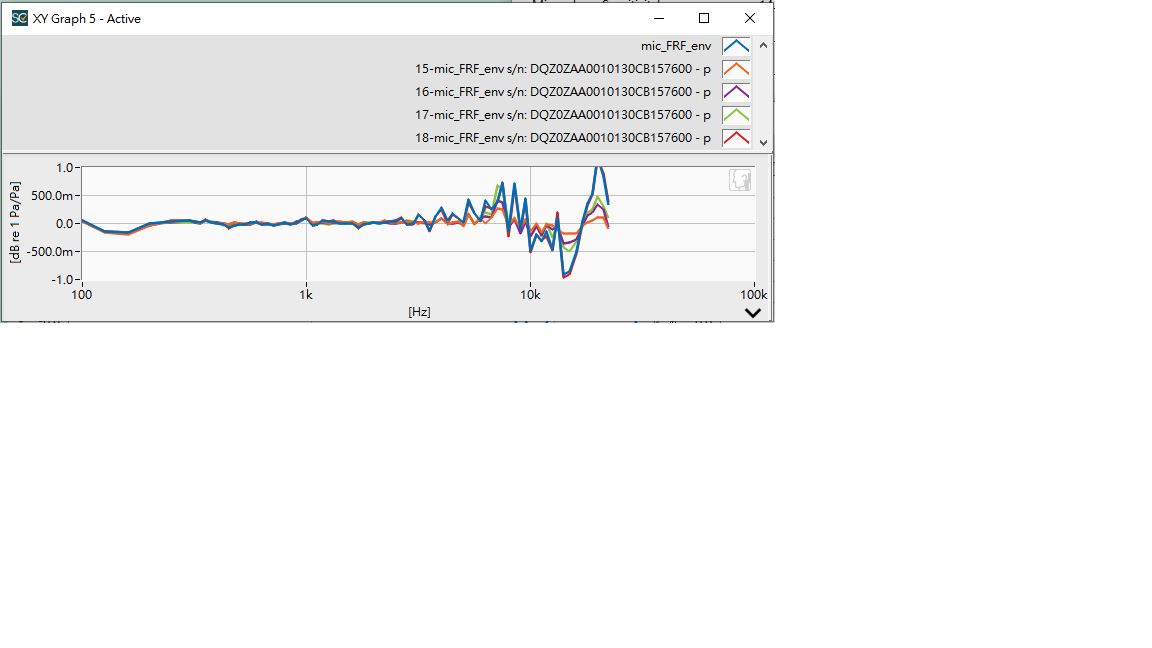 SC XY Graph 5 - Active
mic_FRF_env
15-mic_FRF_env s/n: DQZ0ZAA0010130CB157600 - p
16-mic_FRF_env s/n: DQZ0ZAA0010130CB157600 - p
17-mic_FRF_env s/n: DQZ0ZAA0010130CB157600 - p
18-mic_FRF_env s/n: DQZ0ZAA0010130CB157600 - p
[dB re 1 Pa/Pa]
1.0
500.0m
0.0
-500.0m
-1.0
100 1k 10k 100k
[Hz]